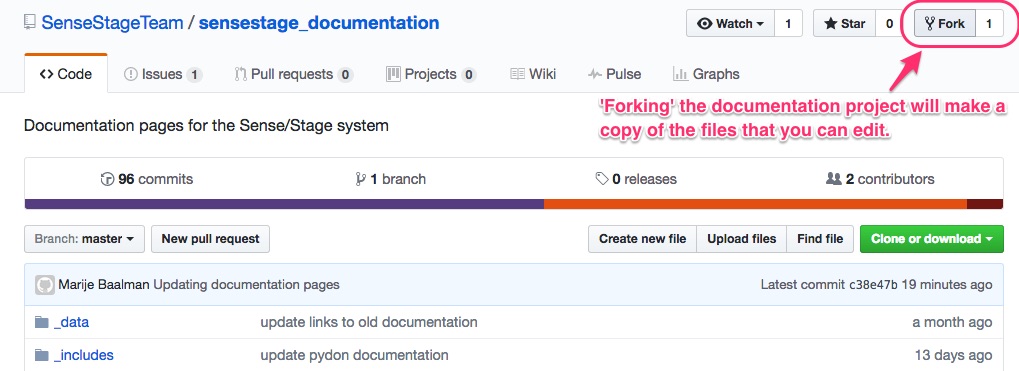 SenseStageTeam / sensestage_documentation
Watch 1 Star 0 Fork 1
Code Issues 1 Pull requests 0 Projects 0 Wiki Pulse Graphs
'Forking' the documentation project will make a
copy of the files that you can edit.
Documentation pages for the Sense/Stage system
96 commits 1 branch 0 releases 2 contributors
Branch: master New pull request Create new file Upload files Find file Clone or download
Marije Baalman Updating documentation pages Latest commit c38e47b 19 minutes ago
_data update links to old documentation a month ago
_includes update pydon documentation 13 days ago